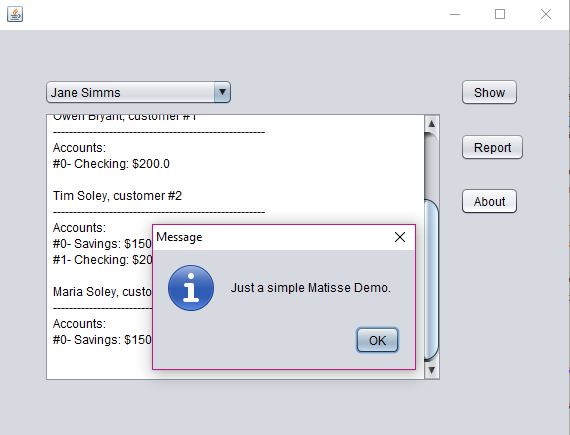 Jane Simms
Show
Owen Bryant, customer #1
----------------------------------------------------
Accounts:
#0- Checking: $200.0
Report
Tim Soley, customer #2
----------------------------------------------------
About
Accounts:
#0- Savings: $150
#1- Checking: $20
Maria Soley, custo
Accounts:
#0- Savings: $150
Message
Just a simple Matisse Demo.
OK